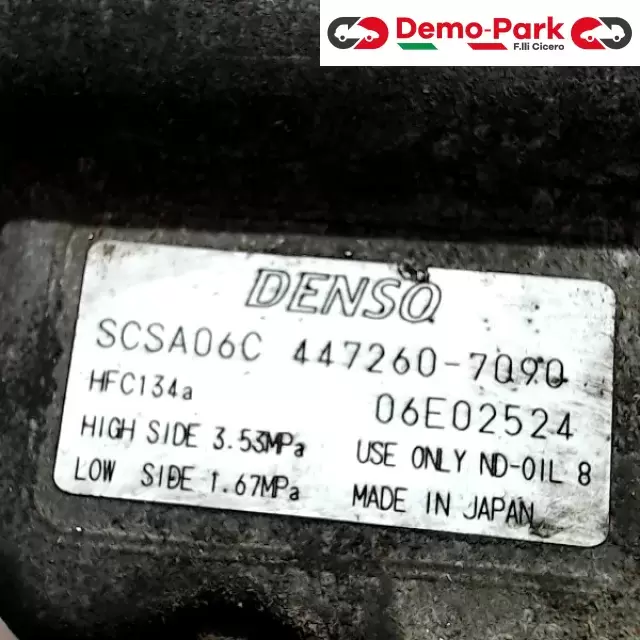 Demo-Park
F.lli Cicero
DENSO
SCSA06C 447260-7090
HFC134a 06E02524
HIGH SIDE 3.53MPa USE ONLY ND-OIL 8
LOW SIDE 1.67MPa MADE IN JAPAN